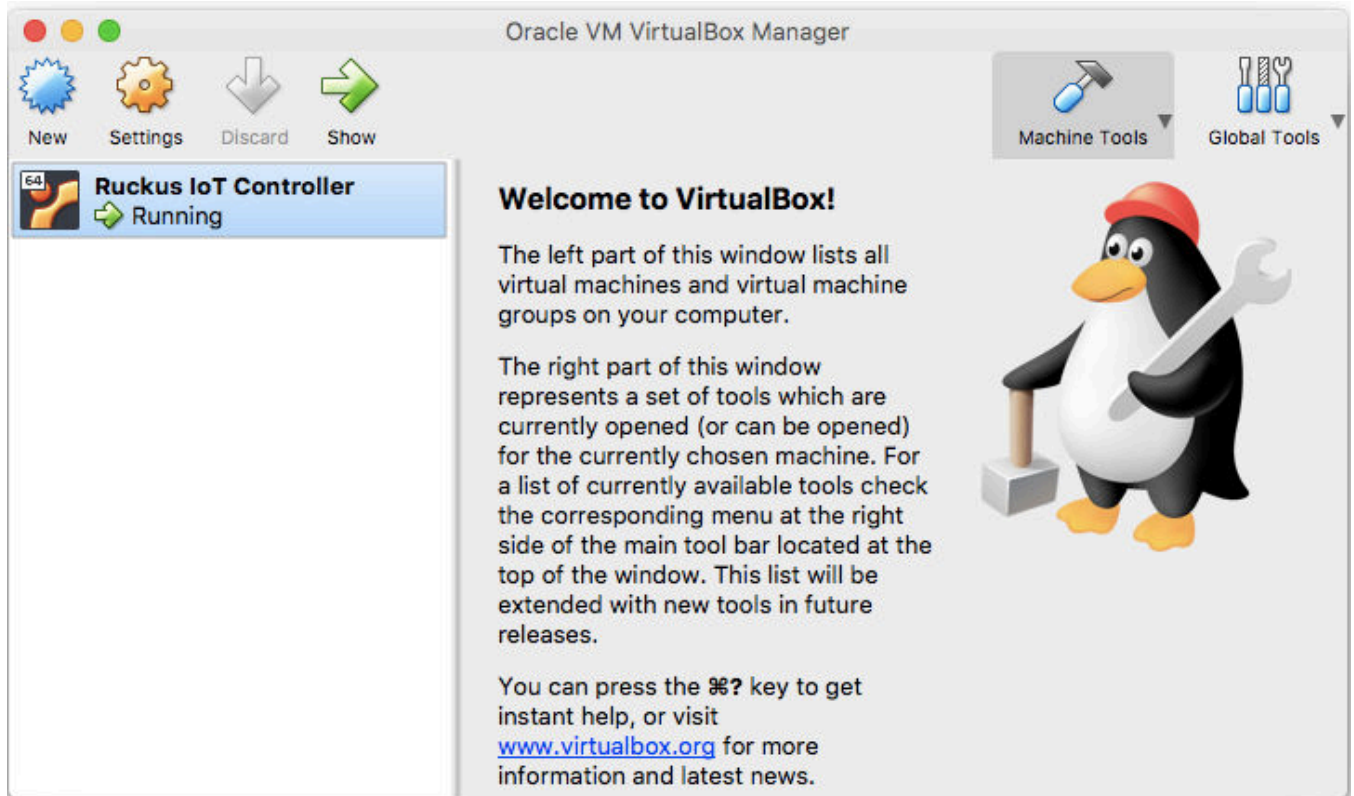 Oracle VM VirtualBox Manager
New
Settings
Discard
Show
Machine Tools
Global Tools
64
Ruckus IoT Controller
Running
Welcome to VirtualBox!
The left part of this window lists all
virtual machines and virtual machine
groups on your computer.
The right part of this window
represents a set of tools which are
currently opened (or can be opened)
for the currently chosen machine. For
a list of currently available tools check
the corresponding menu at the right
side of the main tool bar located at the
top of the window. This list will be
extended with new tools in future
releases.
You can press the ⌘? key to get
instant help, or visit
www.virtualbox.org for more
information and latest news.